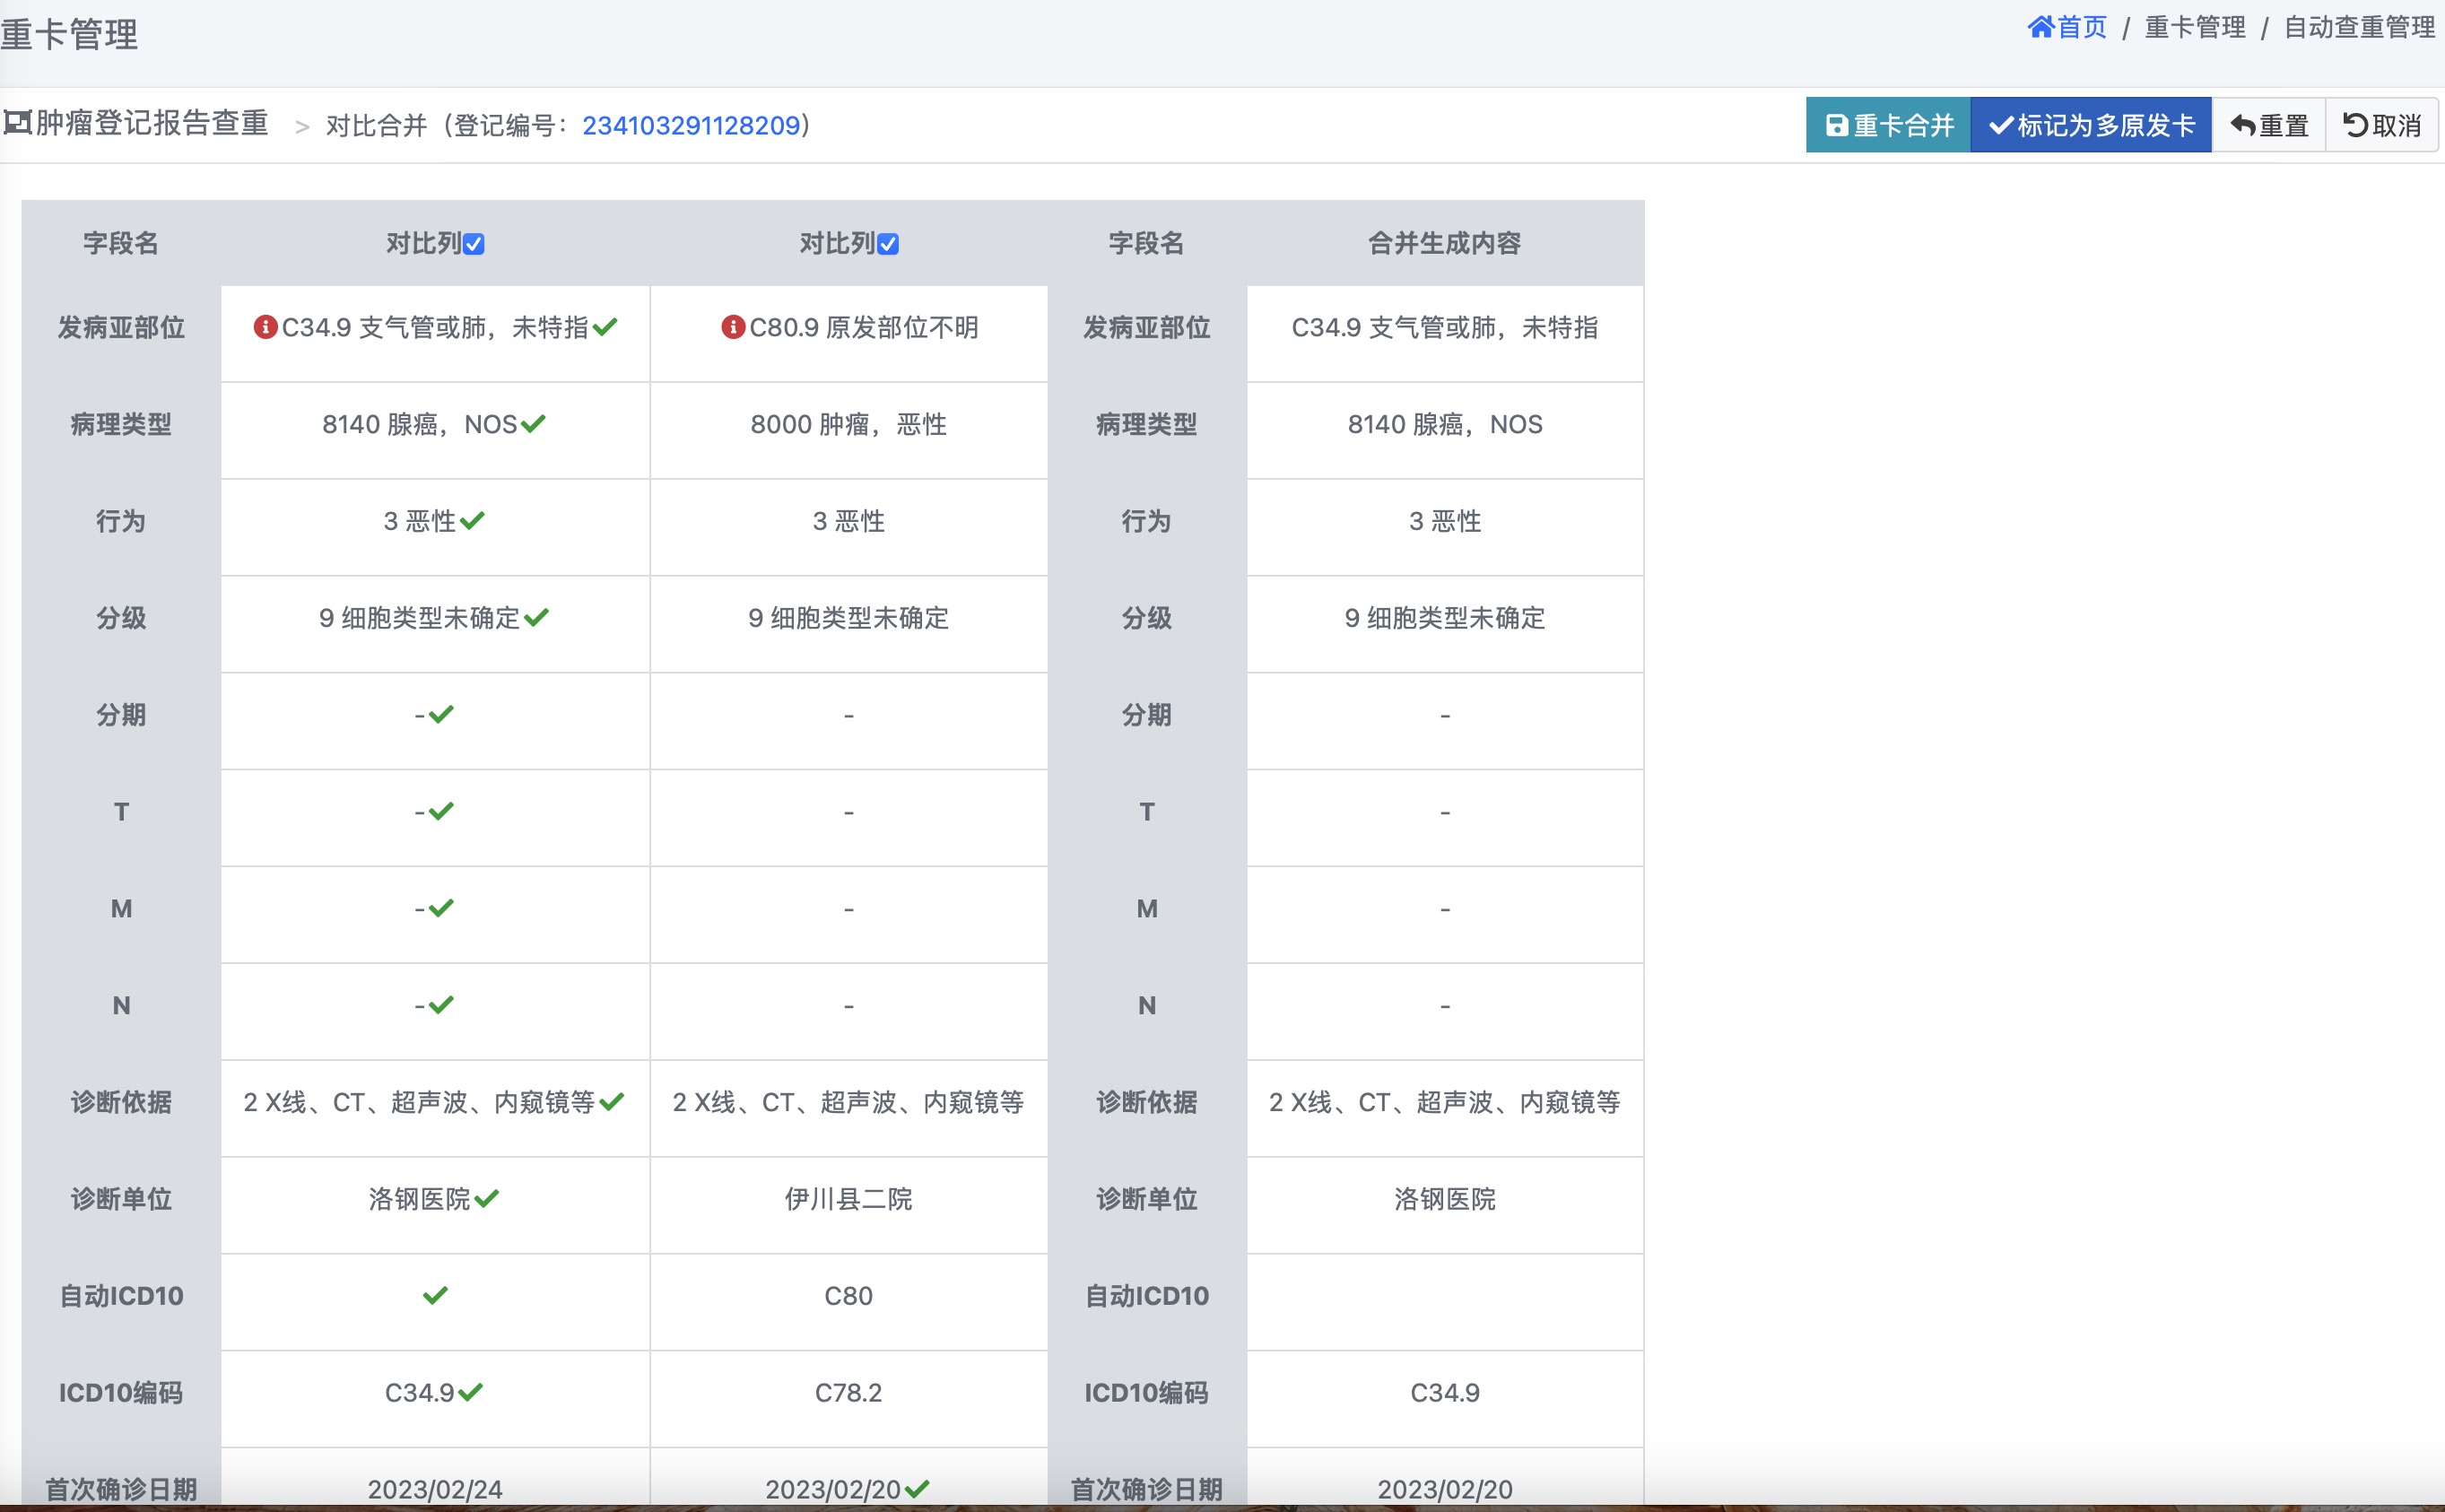 重卡管理
首页 / 重卡管理 / 自动查重管理
肿瘤登记报告查重 > 对比合并（登记编号：234103291128209)
重卡合并 标记为多原发卡 重置 取消
字段名 对比列 对比列 字段名 合并生成内容
发病亚部位 C34.9 支气管或肺，未特指 C80.9 原发部位不明 发病亚部位 C34.9 支气管或肺，未特指
病理类型 8140 腺癌，NOS 8000 肿瘤，恶性 病理类型 8140 腺癌，NOS
行为 3 恶性 3 恶性 行为 3 恶性
分级 9 细胞类型未确定 9 细胞类型未确定 分级 9 细胞类型未确定
分期 - - 分期 -
T - - T -
M - - M -
N - - N -
诊断依据 2 X线、CT、超声波、内窥镜等 2 X线、CT、超声波、内窥镜等 诊断依据 2 X线、CT、超声波、内窥镜等
诊断单位 洛钢医院 伊川县二院 诊断单位 洛钢医院
自动ICD10 C80 自动ICD10
ICD10编码 C34.9 C78.2 ICD10编码 C34.9
首次确诊日期 2023/02/24 2023/02/20 首次确诊日期 2023/02/20